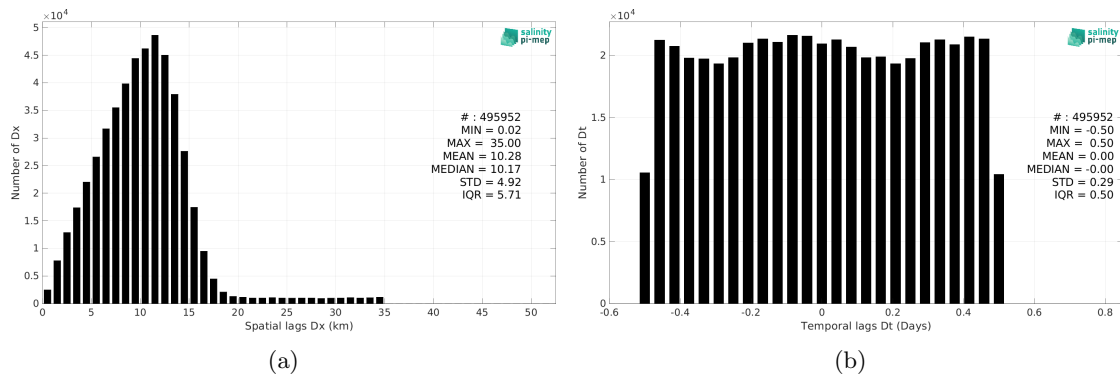 ×10⁴
5
4.5
4
3.5
3
2.5
2
1.5
1
0.5
0
Number of Dx
salinity
pi-mep
# : 495952
MIN = 0.02
MAX = 35.00
MEAN = 10.28
MEDIAN = 10.17
STD = 4.92
IQR = 5.71
0 5 10 15 20 25 30 35 40 45 50
Spatial lags Dx (km)
(a)
×10⁴
2
1.5
1
0.5
0
Number of Dt
salinity
pi-mep
# : 495952
MIN = -0.50
MAX = 0.50
MEAN = 0.00
MEDIAN = -0.00
STD = 0.29
IQR = 0.50
-0.6 -0.4 -0.2 0 0.2 0.4 0.6 0.8
Temporal lags Dt (Days)
(b)